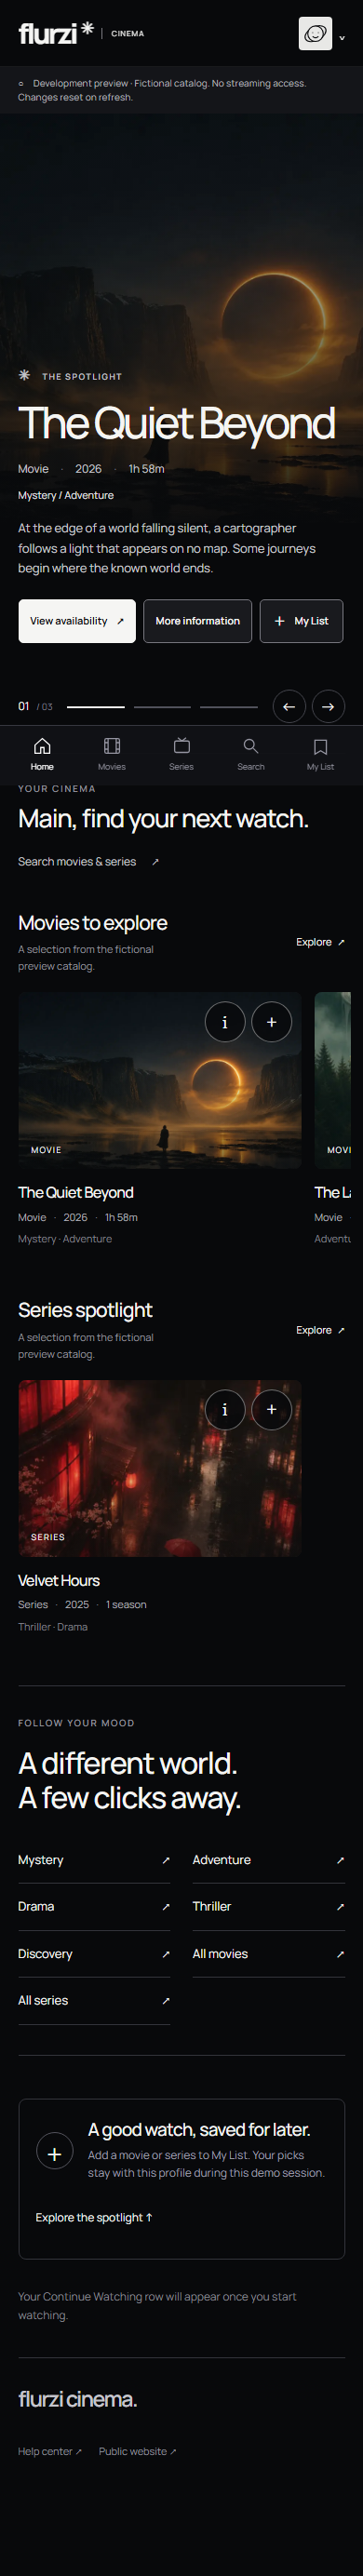 flurzi* | CINEMA
Development preview · Fictional catalog. No streaming access.
Changes reset on refresh.
THE SPOTLIGHT
The Quiet Beyond
Movie · 2026 · 1h 58m
Mystery / Adventure
At the edge of a world falling silent, a cartographer
follows a light that appears on no map. Some journeys
begin where the known world ends.
View availability ↗ More information + My List
01 / 03 ← →
Home Movies Series Search My List
YOUR CINEMA
Main, find your next watch.
Search movies & series ↗
Movies to explore
Explore ↗
A selection from the fictional
preview catalog.
i +
MOVIE
The Quiet Beyond
Movie · 2026 · 1h 58m
Mystery · Adventure
Movie
Series spotlight
Explore ↗
A selection from the fictional
preview catalog.
i +
SERIES
Velvet Hours
Series · 2025 · 1 season
Thriller · Drama
FOLLOW YOUR MOOD
A different world.
A few clicks away.
Mystery ↗ Adventure ↗
Drama ↗ Thriller ↗
Discovery ↗ All movies ↗
All series ↗
+
A good watch, saved for later.
Add a movie or series to My List. Your picks
stay with this profile during this demo session.
Explore the spotlight ↑
Your Continue Watching row will appear once you start
watching.
flurzi cinema.
Help center ↗ Public website ↗